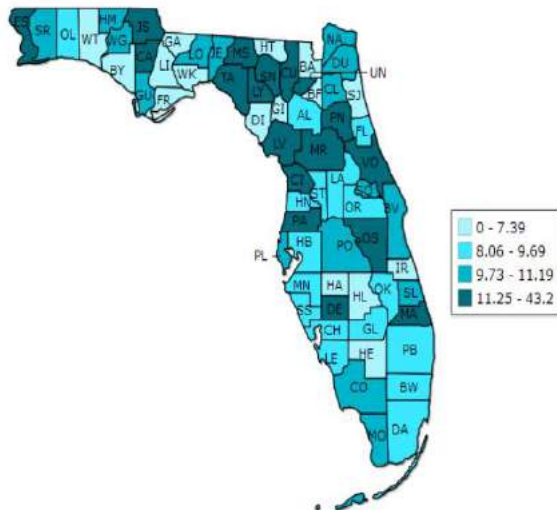 ES SR OL WT HM JS
WG CA BY GU
GA LI LO WK FR
JE MS TA HT SN LY CU
NA BA DU UN
BF CL SJ
DI GI AL PN FL
LV MR VO
CT ST LA
HN OR BV
PA HB PO OS
PL
IR
MN HA HL OK SL
SS DE MA
CH GL
LE HE PB
CO BW
MO DA
0 - 7.39
8.06 - 9.69
9.73 - 11.19
11.25 - 43.2